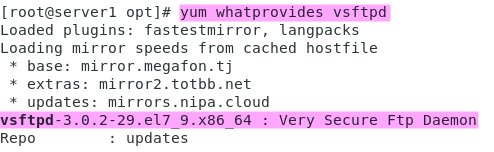 [root@server1 opt]# yum whatprovides vsftpd
Loaded plugins: fastestmirror, langpacks
Loading mirror speeds from cached hostfile
 * base: mirror.megafon.tj
 * extras: mirror2.totbb.net
 * updates: mirrors.nipa.cloud
vsftpd-3.0.2-29.el7_9.x86_64 : Very Secure Ftp Daemon
Repo        : updates